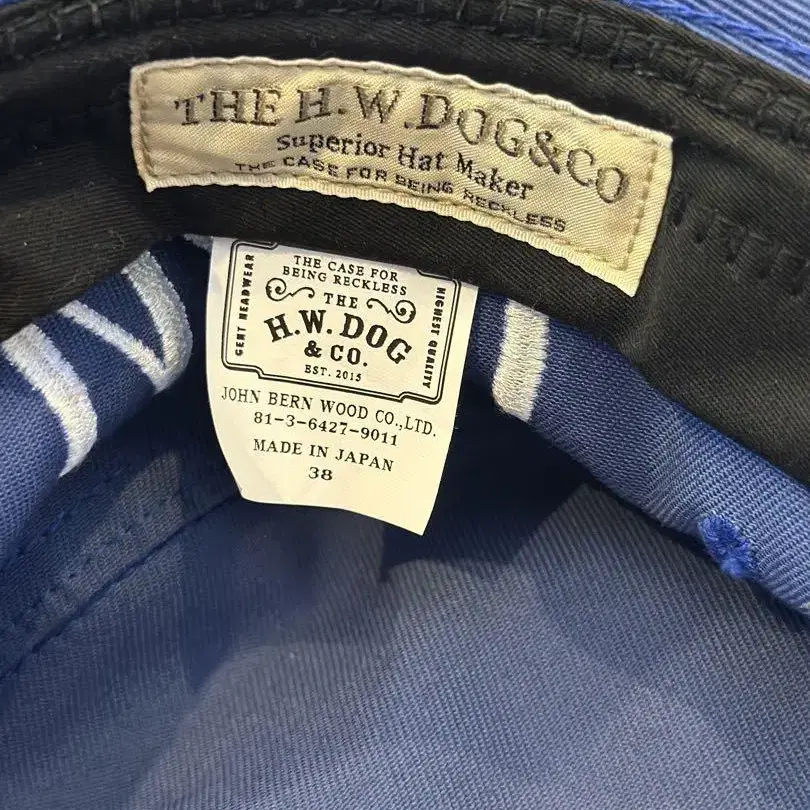 THE H.W.DOG&CO
Superior Hat Maker
THE CASE FOR BEING RECKLESS
THE CASE FOR
BEING RECKLESS
THE
H.W. DOG
& CO.
EST. 2015
GENT HEADWEAR
HIGHEST QUALITY
JOHN BERN WOOD CO.,LTD.
81-3-6427-9011
MADE IN JAPAN
38